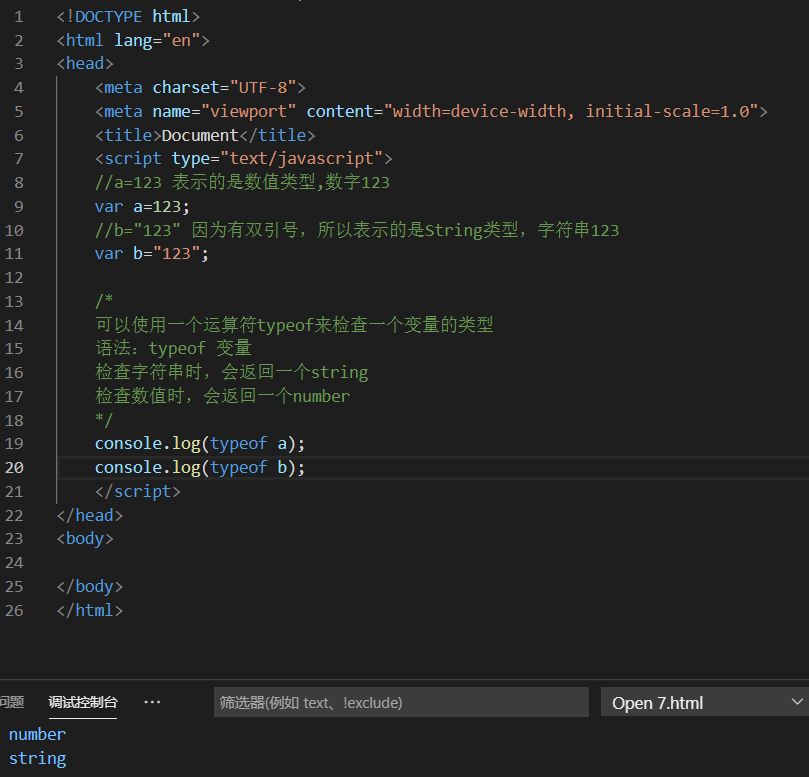 1 <!DOCTYPE html>
2 <html lang="en">
3 <head>
4 <meta charset="UTF-8">
5 <meta name="viewport" content="width=device-width, initial-scale=1.0">
6 <title>Document</title>
7 <script type="text/javascript">
8 //a=123 表示的是数值类型,数字123
9 var a=123;
10 //b="123" 因为有双引号，所以表示的是String类型，字符串123
11 var b="123";
12
13 /*
14 可以使用一个运算符typeof来检查一个变量的类型
15 语法：typeof 变量
16 检查字符串时，会返回一个string
17 检查数值时，会返回一个number
18 */
19 console.log(typeof a);
20 console.log(typeof b);
21 </script>
22 </head>
23 <body>
24
25 </body>
26 </html>
问题 调试控制台 ··· 筛选器(例如 text、!exclude) Open 7.html
number
string